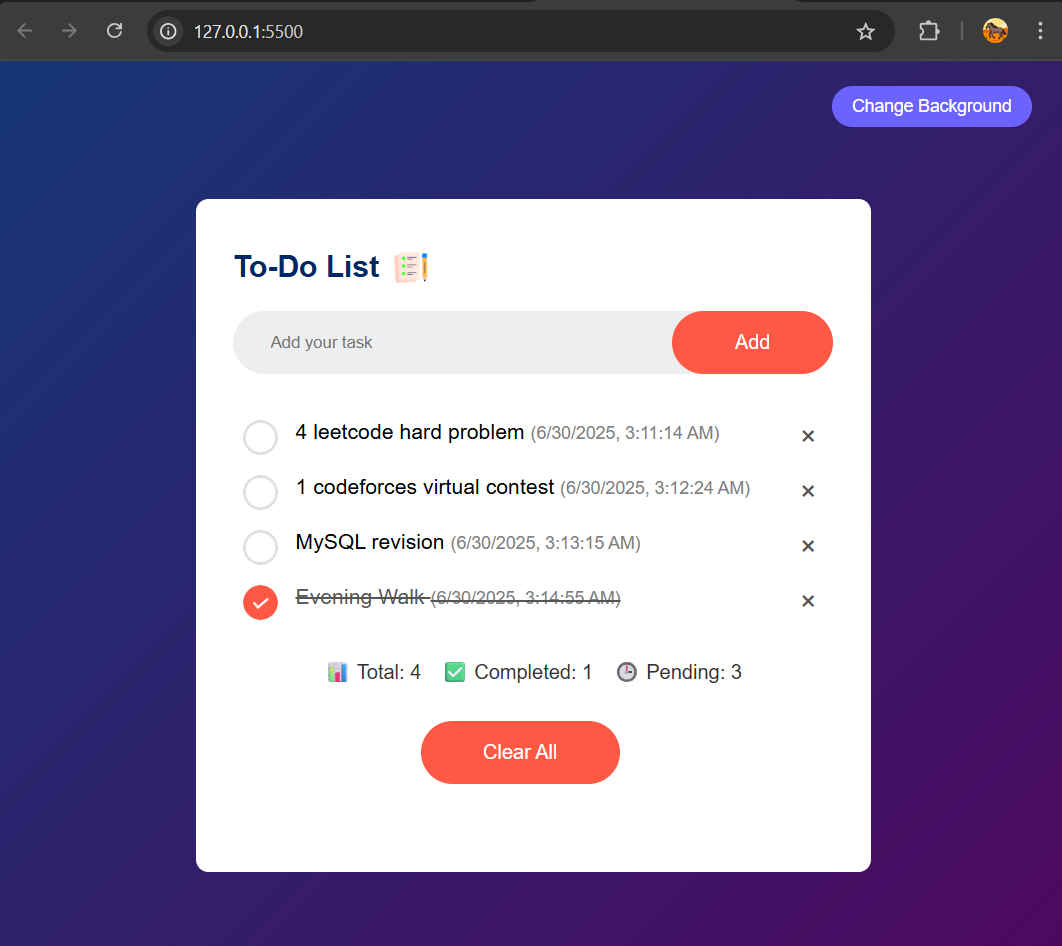 127.0.0.1:5500
Change Background
To-Do List
Add your task Add
4 leetcode hard problem (6/30/2025, 3:11:14 AM) ×
1 codeforces virtual contest (6/30/2025, 3:12:24 AM) ×
MySQL revision (6/30/2025, 3:13:15 AM) ×
Evening Walk (6/30/2025, 3:14:55 AM) ×
Total: 4 Completed: 1 Pending: 3
Clear All